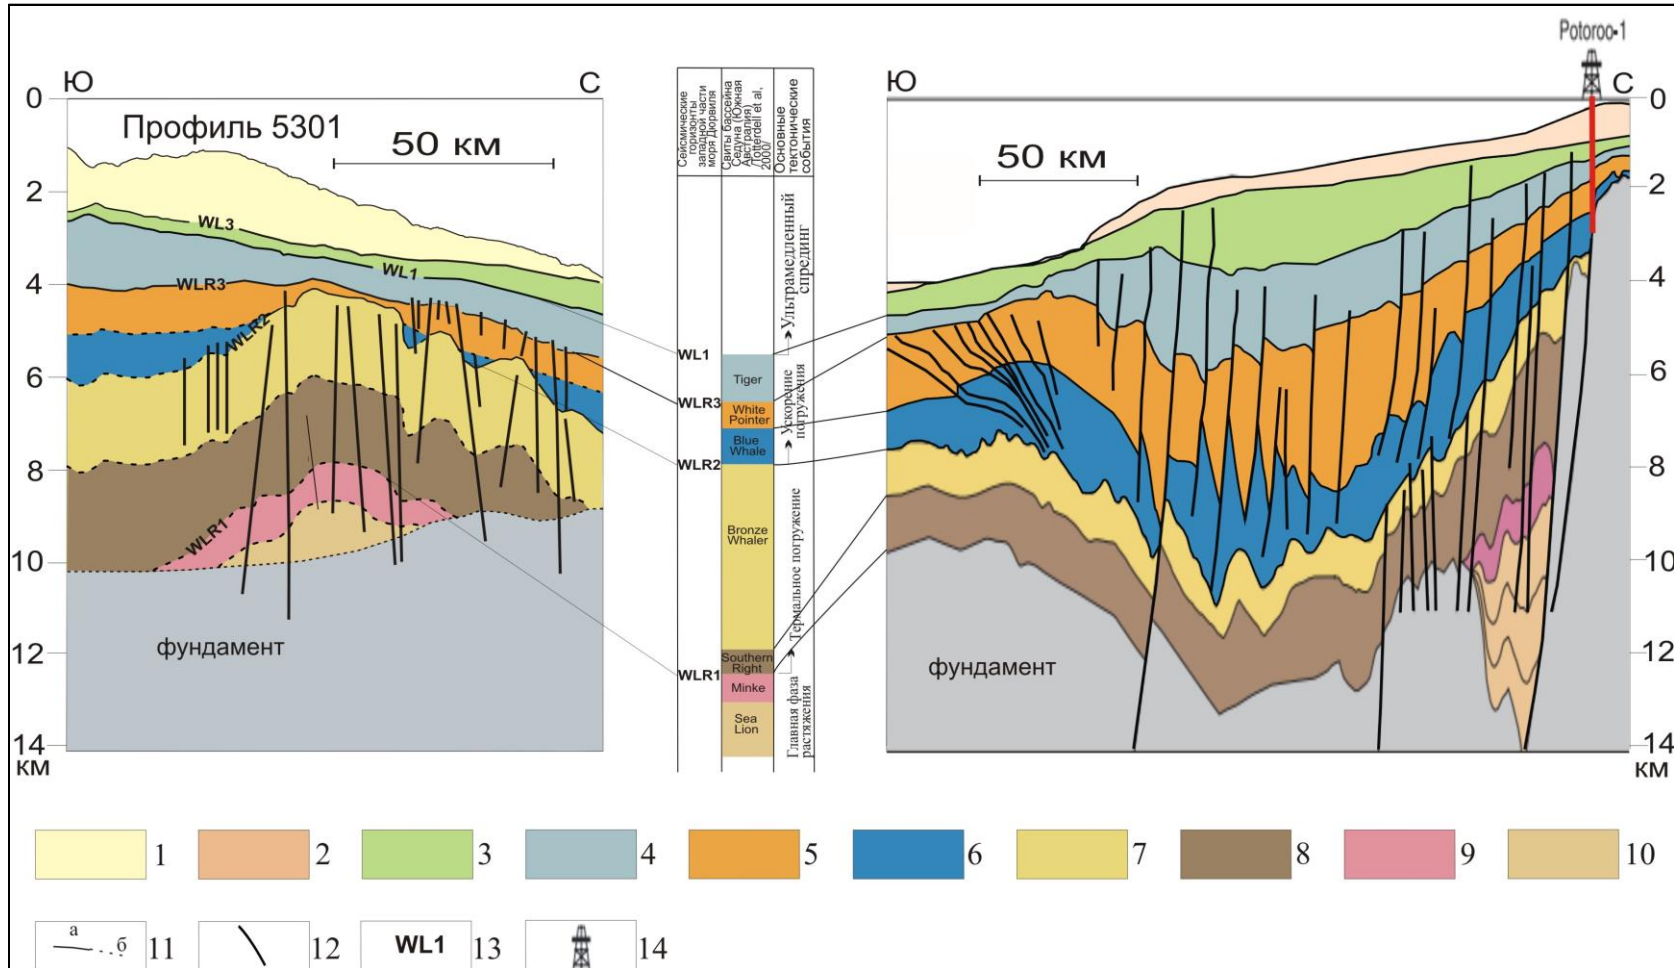 Potoroo-1
Ю
С
Ю
С
0
2
4
6
8
10
12
14
км
Профиль 5301
50 км
WL3
WL1
WLR3
WLR2
WLR1
фундамент
Сейсмические
горизонты
западной части
моря Дюрвиля
Свиты бассейна
Седуна (Южная
Австралия)
/Totterdell et al,
2000/
Основные
тектонические
события
WL1
WLR3
WLR2
WLR1
Tiger
White
Pointer
Blue
Whale
Bronze
Whaler
Southern
Right
Minke
Sea
Lion
Ультрамедленный
спрединг
Ускорение
погружения
Термальное погружение
Главная фаза
растяжения
50 км
фундамент
0
2
4
6
8
10
12
14
км
1
2
3
4
5
6
7
8
9
10
а
б
11
12
WL1
13
14